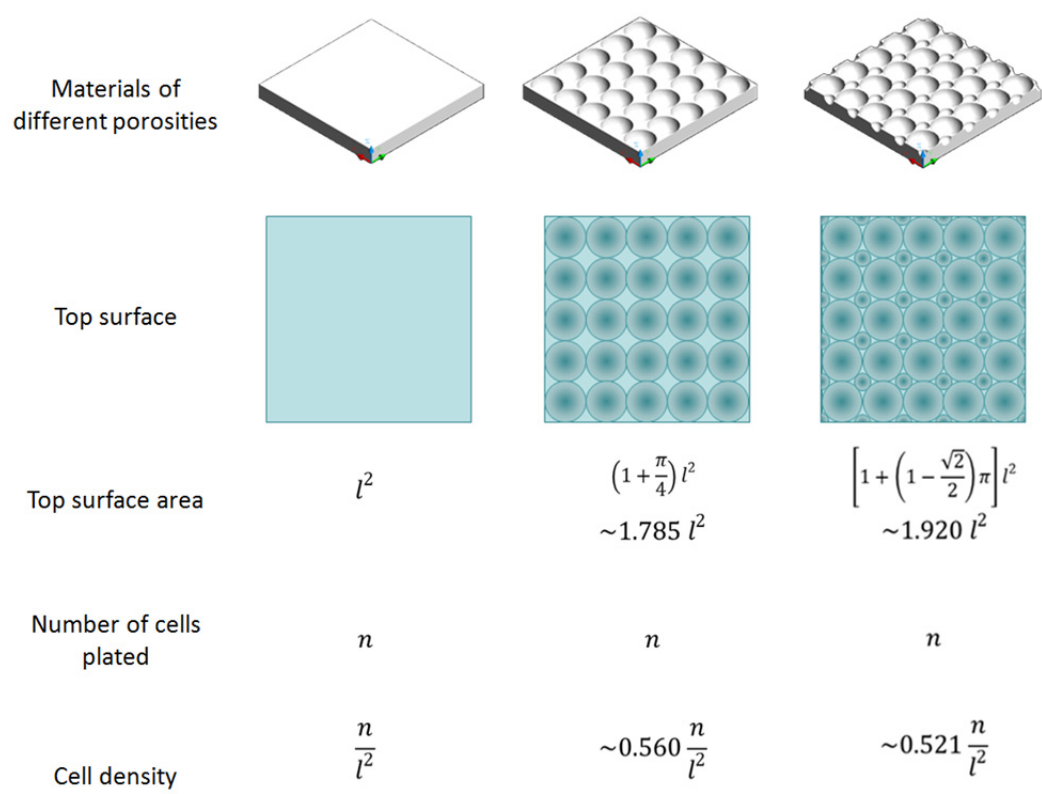 Materials of
different porosities
Top surface
Top surface area
l²
(1 + π/4) l²
~1.785 l²
[1 + (1 − √2/2) π] l²
~1.920 l²
Number of cells
plated
n
n
n
Cell density
n/l²
~0.560 n/l²
~0.521 n/l²